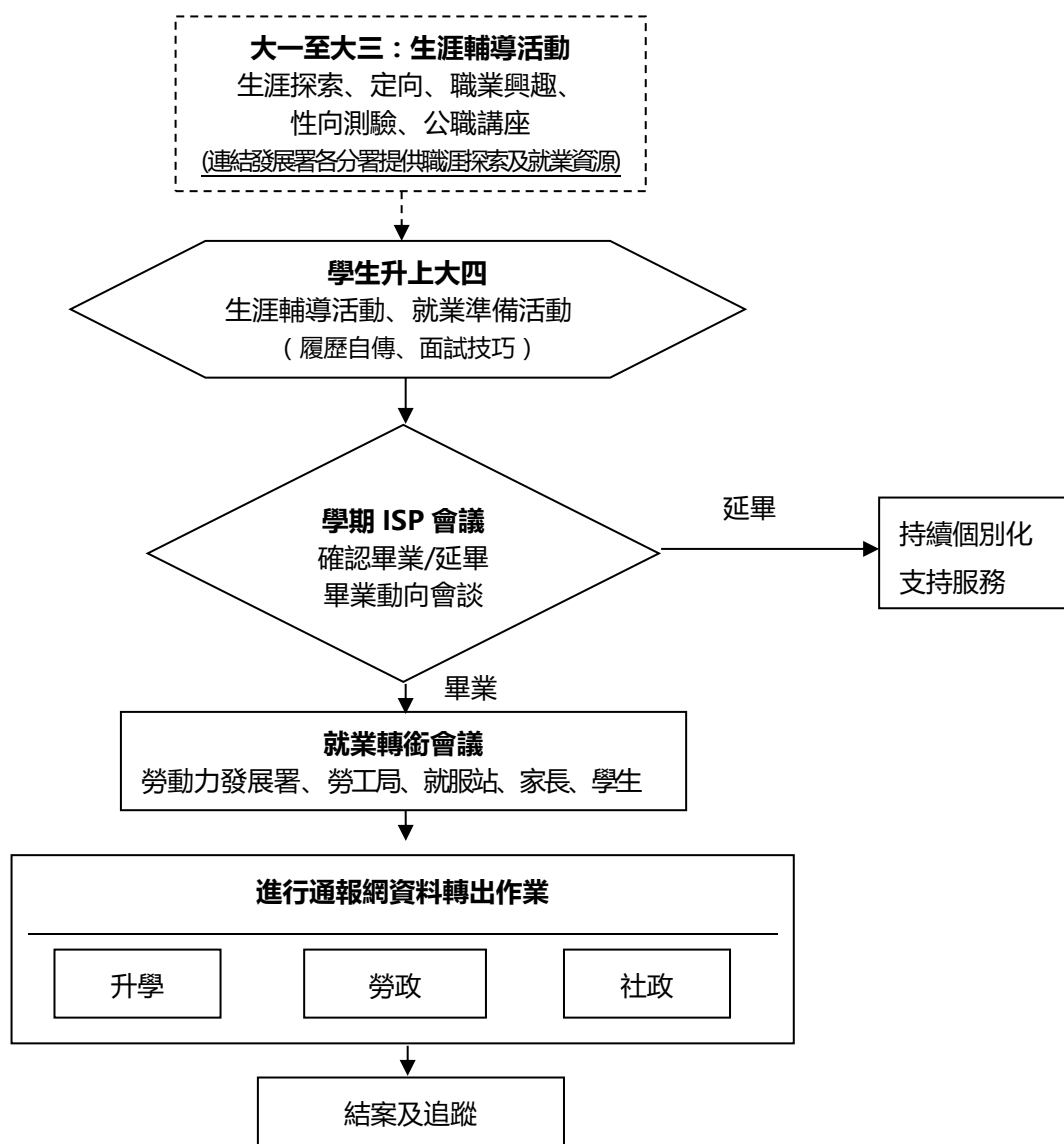 大一至大三：生涯輔導活動
生涯探索、定向、職業興趣、
性向測驗、公職講座
(連結發展署各分署提供職涯探索及就業資源)
學生升上大四
生涯輔導活動、就業準備活動
（履歷自傳、面試技巧）
學期 ISP 會議
確認畢業/延畢
畢業動向會談
延畢
持續個別化
支持服務
畢業
就業轉銜會議
勞動力發展署、勞工局、就服站、家長、學生
進行通報網資料轉出作業
升學
勞政
社政
結案及追蹤